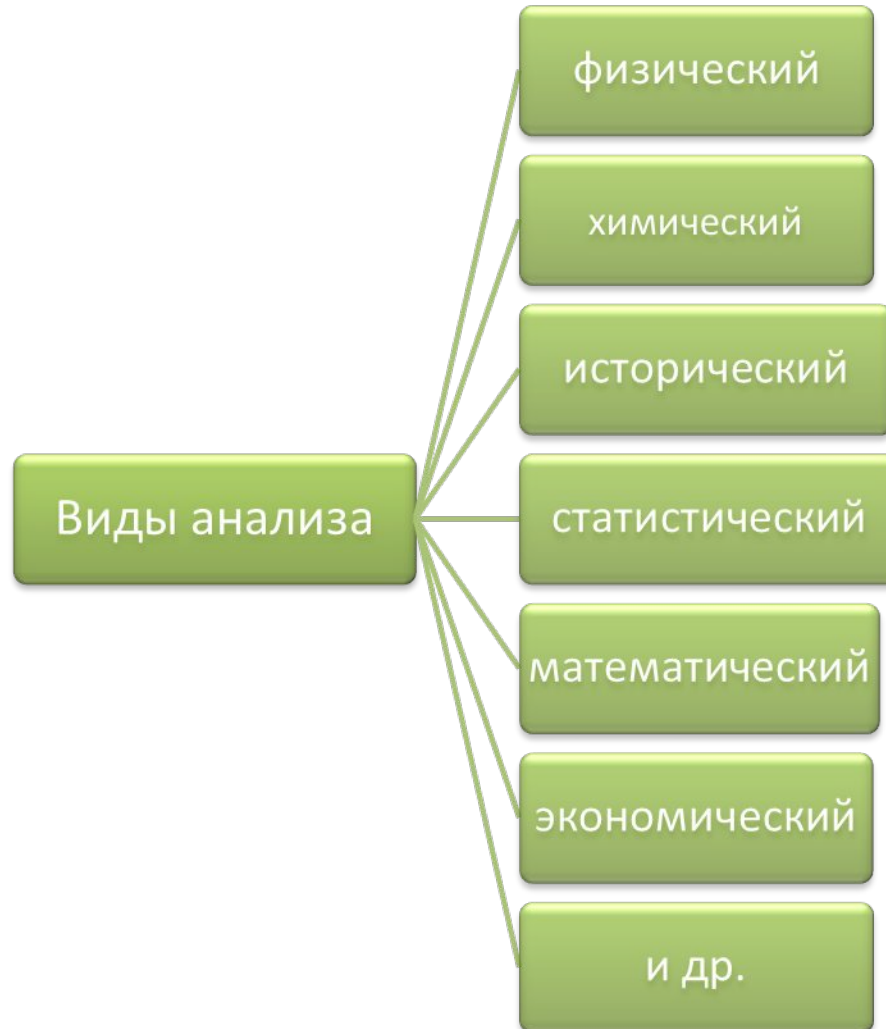 физический
химический
исторический
Виды анализа
статистический
математический
экономический
и др.